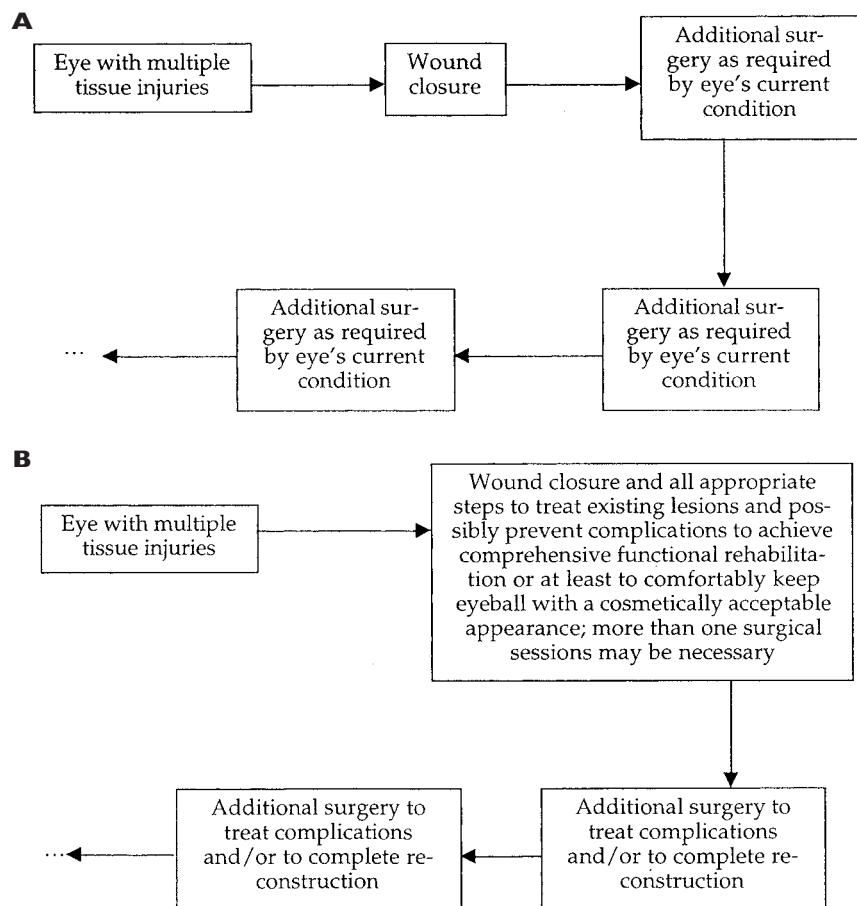 A
Eye with multiple
tissue injuries
Wound
closure
Additional sur-
gery as required
by eye's current
condition
Additional sur-
gery as required
by eye's current
condition
Additional sur-
gery as required
by eye's current
condition
...
B
Eye with multiple
tissue injuries
Wound closure and all appropriate
steps to treat existing lesions and pos-
sibly prevent complications to achieve
comprehensive functional rehabilita-
tion or at least to comfortably keep
eyeball with a cosmetically acceptable
appearance; more than one surgical
sessions may be necessary
Additional surgery to
treat complications
and/or to complete re-
construction
Additional surgery to
treat complications
and/or to complete re-
construction
...